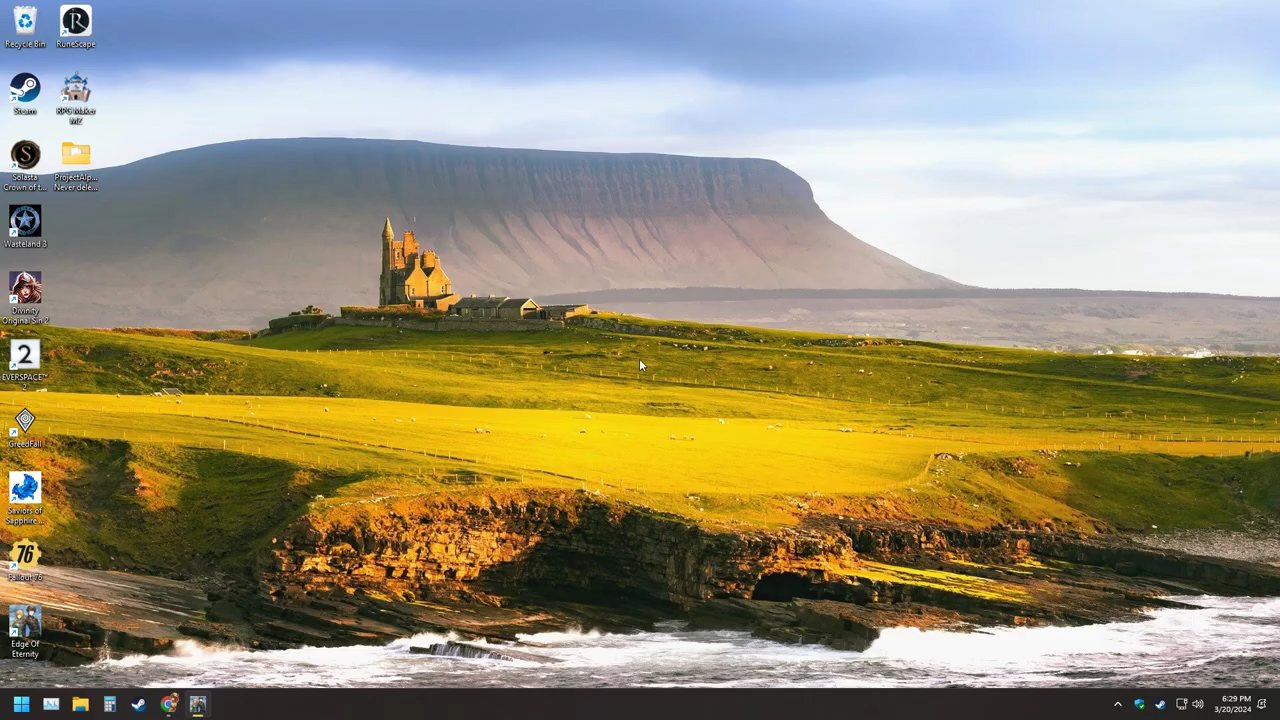 Recycle Bin
RuneScape
Steam
RPG Maker
MZ
Solasta
Crown of t...
ProjectAlp...
Never dele...
Wasteland 3
Divinity
Original Sin 2
2
EVERSPACE™
2
GreedFall
Saviors of
Sapphire ...
76
Fallout 76
Edge Of
Eternity
6:29 PM
3/20/2024